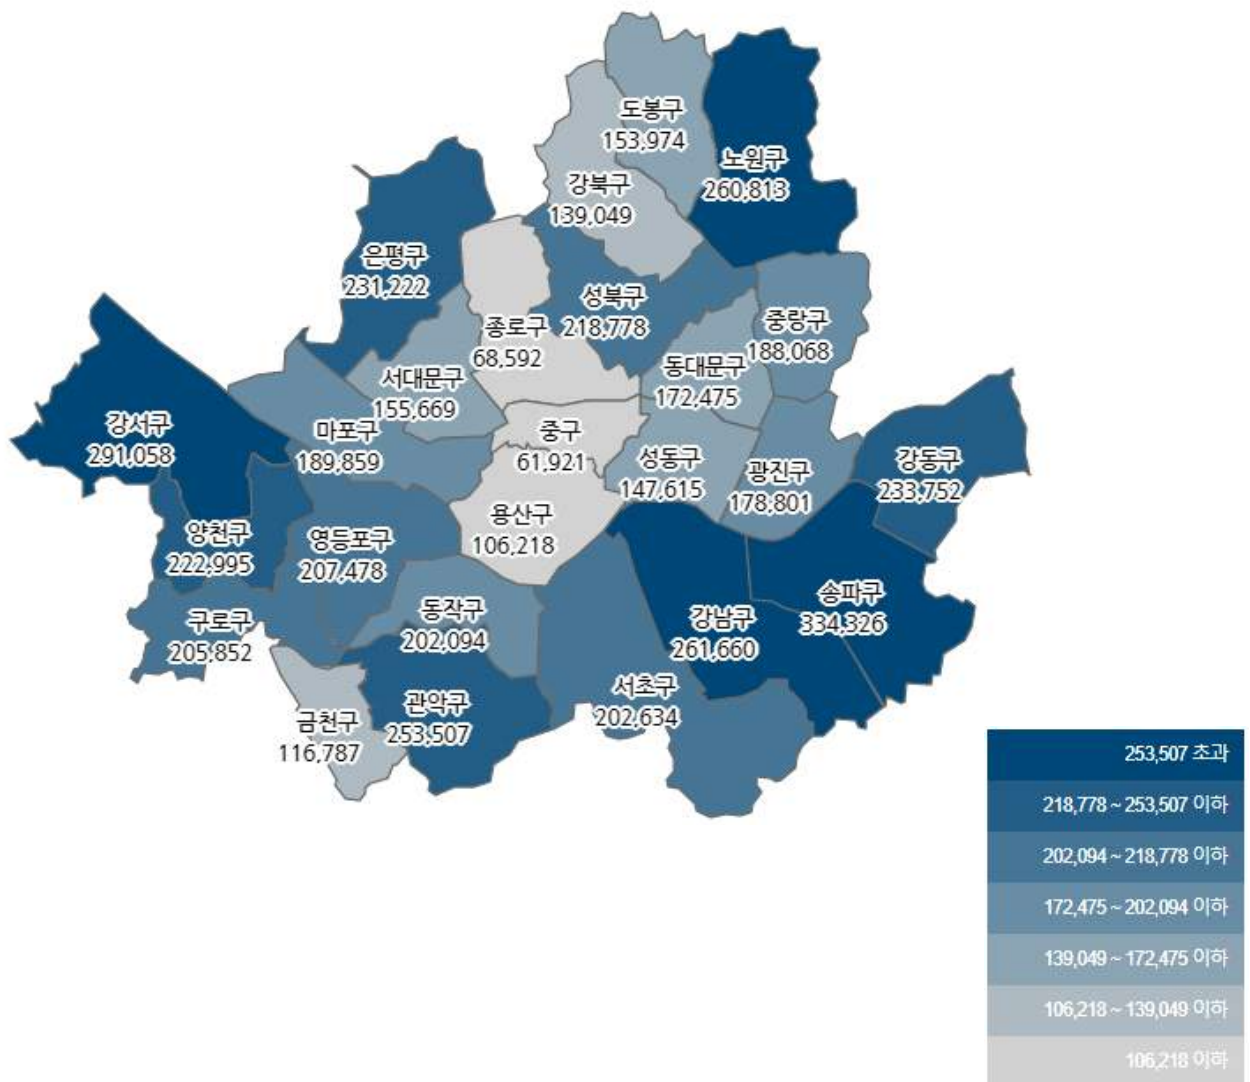 도봉구
153,974
노원구
260,813
강북구
139,049
은평구
231,222
성북구
218,778
종로구
68,592
중랑구
188,068
동대문구
172,475
서대문구
155,669
강서구
291,058
마포구
189,859
중구
61,921
성동구
147,615
광진구
178,801
강동구
233,752
양천구
222,995
영등포구
207,478
용산구
106,218
구로구
205,852
동작구
202,094
강남구
261,660
송파구
334,326
금천구
116,787
관악구
253,507
서초구
202,634
253,507 초과
218,778 ~ 253,507 이하
202,094 ~ 218,778 이하
172,475 ~ 202,094 이하
139,049 ~ 172,475 이하
106,218 ~ 139,049 이하
106,218 이하